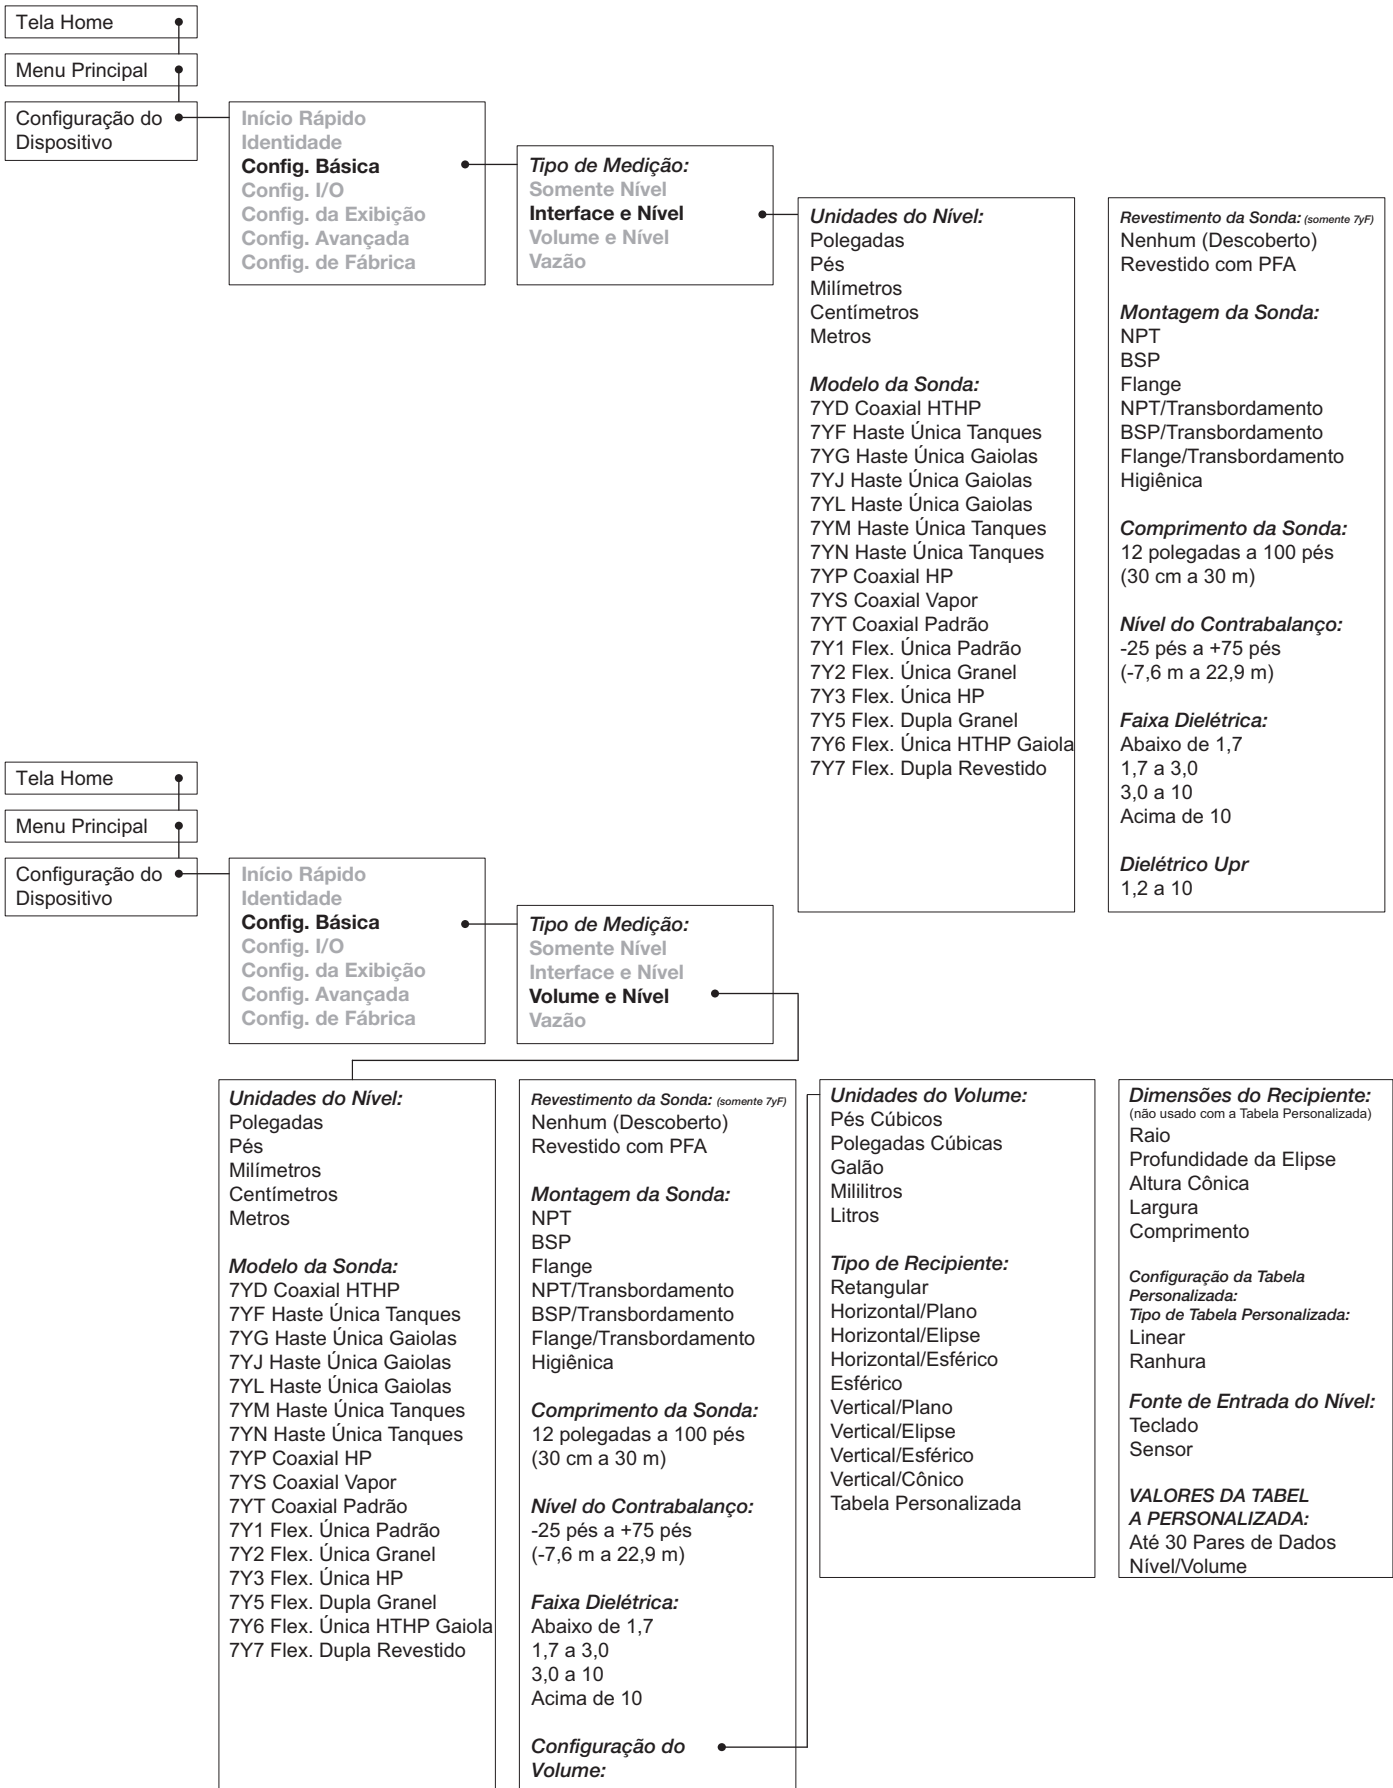 Tela Home
Menu Principal
Configuração do
Dispositivo
Início Rápido
Identidade
Config. Básica
Config. I/O
Config. da Exibição
Config. Avançada
Config. de Fábrica
Tipo de Medição:
Somente Nível
Interface e Nível
Volume e Nível
Vazão
Unidades do Nível:
Polegadas
Pés
Milímetros
Centímetros
Metros
Modelo da Sonda:
7YD Coaxial HTHP
7YF Haste Única Tanques
7YG Haste Única Gaiolas
7YJ Haste Única Gaiolas
7YL Haste Única Gaiolas
7YM Haste Única Tanques
7YN Haste Única Tanques
7YP Coaxial HP
7YS Coaxial Vapor
7YT Coaxial Padrão
7Y1 Flex. Única Padrão
7Y2 Flex. Única Granel
7Y3 Flex. Única HP
7Y5 Flex. Dupla Granel
7Y6 Flex. Única HTHP Gaiola
7Y7 Flex. Dupla Revestido
Revestimento da Sonda: (somente 7yF)
Nenhum (Descoberto)
Revestido com PFA
Montagem da Sonda:
NPT
BSP
Flange
NPT/Transbordamento
BSP/Transbordamento
Flange/Transbordamento
Higiênica
Comprimento da Sonda:
12 polegadas a 100 pés
(30 cm a 30 m)
Nível do Contrabalanço:
-25 pés a +75 pés
(-7,6 m a 22,9 m)
Faixa Dielétrica:
Abaixo de 1,7
1,7 a 3,0
3,0 a 10
Acima de 10
Dielétrico Upr
1,2 a 10
Tela Home
Menu Principal
Configuração do
Dispositivo
Início Rápido
Identidade
Config. Básica
Config. I/O
Config. da Exibição
Config. Avançada
Config. de Fábrica
Tipo de Medição:
Somente Nível
Interface e Nível
Volume e Nível
Vazão
Unidades do Nível:
Polegadas
Pés
Milímetros
Centímetros
Metros
Modelo da Sonda:
7YD Coaxial HTHP
7YF Haste Única Tanques
7YG Haste Única Gaiolas
7YJ Haste Única Gaiolas
7YL Haste Única Gaiolas
7YM Haste Única Tanques
7YN Haste Única Tanques
7YP Coaxial HP
7YS Coaxial Vapor
7YT Coaxial Padrão
7Y1 Flex. Única Padrão
7Y2 Flex. Única Granel
7Y3 Flex. Única HP
7Y5 Flex. Dupla Granel
7Y6 Flex. Única HTHP Gaiola
7Y7 Flex. Dupla Revestido
Revestimento da Sonda: (somente 7yF)
Nenhum (Descoberto)
Revestido com PFA
Montagem da Sonda:
NPT
BSP
Flange
NPT/Transbordamento
BSP/Transbordamento
Flange/Transbordamento
Higiênica
Comprimento da Sonda:
12 polegadas a 100 pés
(30 cm a 30 m)
Nível do Contrabalanço:
-25 pés a +75 pés
(-7,6 m a 22,9 m)
Faixa Dielétrica:
Abaixo de 1,7
1,7 a 3,0
3,0 a 10
Acima de 10
Configuração do
Volume:
Unidades do Volume:
Pés Cúbicos
Polegadas Cúbicas
Galão
Mililitros
Litros
Tipo de Recipiente:
Retangular
Horizontal/Plano
Horizontal/Elipse
Horizontal/Esférico
Esférico
Vertical/Plano
Vertical/Elipse
Vertical/Esférico
Vertical/Cônico
Tabela Personalizada
Dimensões do Recipiente:
(não usado com a Tabela Personalizada)
Raio
Profundidade da Elipse
Altura Cônica
Largura
Comprimento
Configuração da Tabela
Personalizada:
Tipo de Tabela Personalizada:
Linear
Ranhura
Fonte de Entrada do Nível:
Teclado
Sensor
VALORES DA TABEL
A PERSONALIZADA:
Até 30 Pares de Dados
Nível/Volume